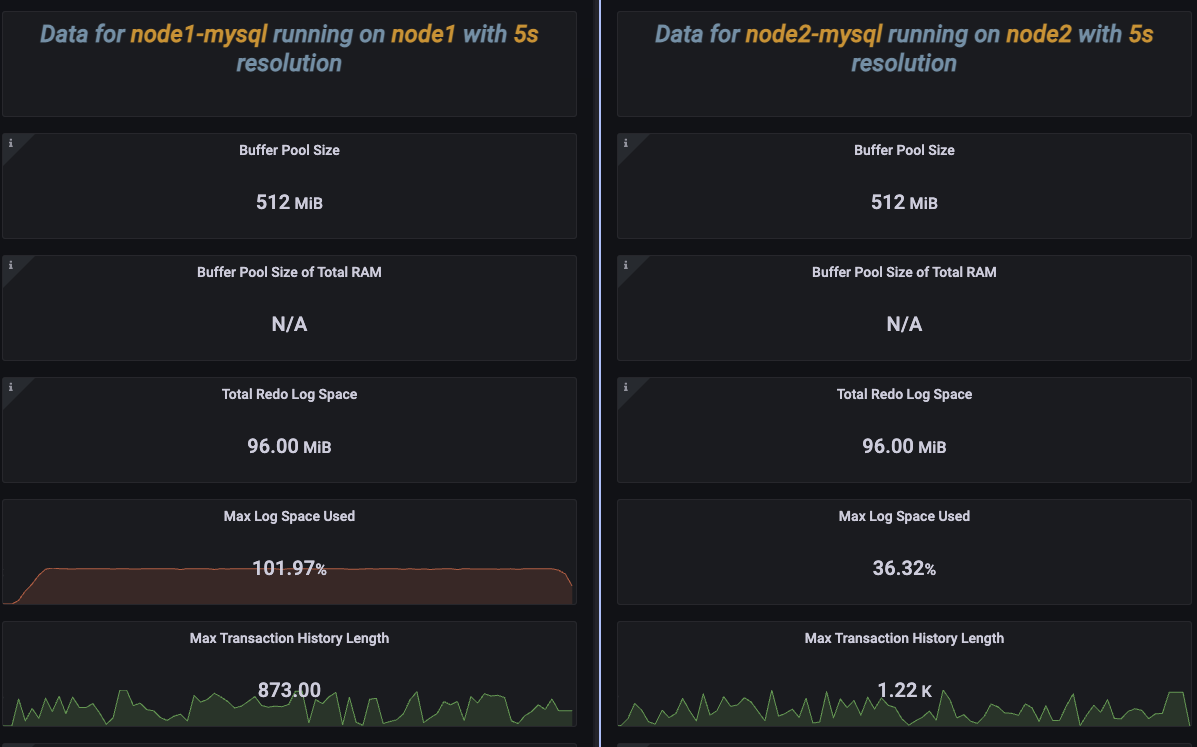 Data for node1-mysql running on node1 with 5s
resolution
i
Buffer Pool Size
512 MiB
i
Buffer Pool Size of Total RAM
N/A
i
Total Redo Log Space
96.00 MiB
Max Log Space Used
101.97%
Max Transaction History Length
873.00
Data for node2-mysql running on node2 with 5s
resolution
i
Buffer Pool Size
512 MiB
i
Buffer Pool Size of Total RAM
N/A
i
Total Redo Log Space
96.00 MiB
Max Log Space Used
36.32%
Max Transaction History Length
1.22 K